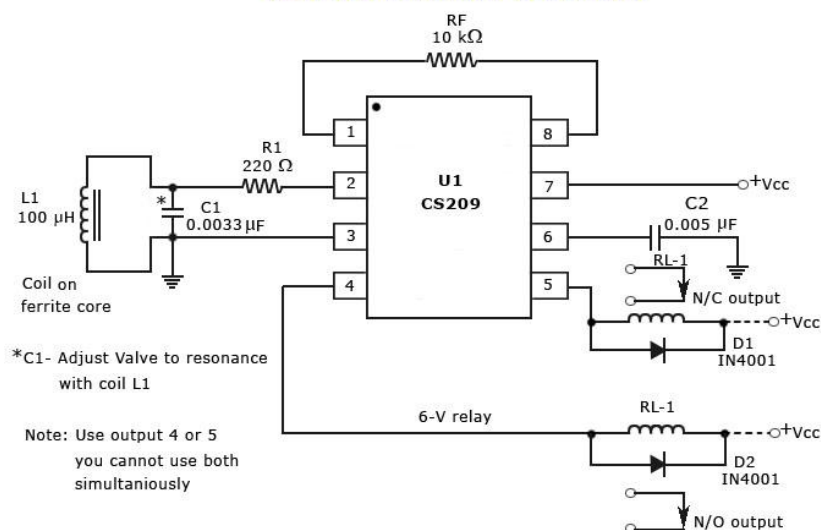 RF
10 kΩ
1
8
R1
220 Ω
2
U1
CS209
7
+Vcc
L1
100 µH
*
C1
0.0033 µF
3
6
C2
0.005 µF
RL-1
Coil on
ferrite core
4
5
N/C output
+Vcc
D1
IN4001
*C1- Adjust Valve to resonance
with coil L1
6-V relay
RL-1
+Vcc
Note: Use output 4 or 5
you cannot use both
simultaniously
D2
IN4001
N/O output